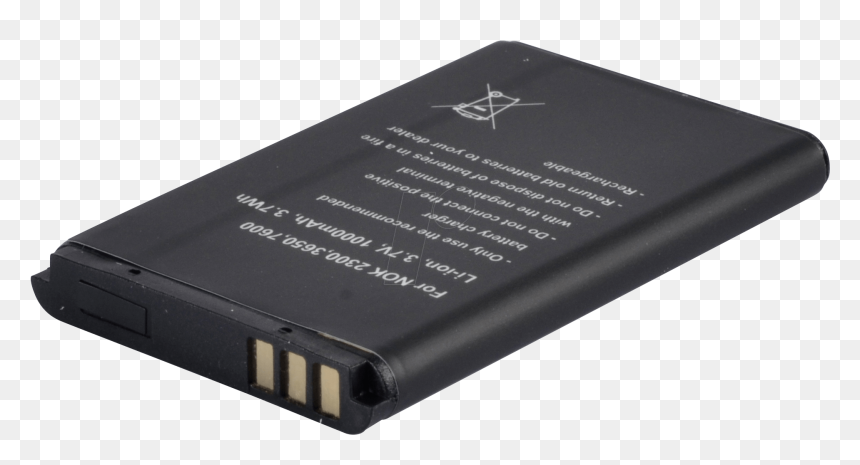 For NOK 2300,3650,7600
Li-Ion, 3.7V, 1000mAh, 3.7Wh
- Only use the recommended
battery charger
- Do not connect the positive
with the negative terminal
- Do not dispose of batteries in a fire
- Return old batteries to your dealer
- Rechargeable